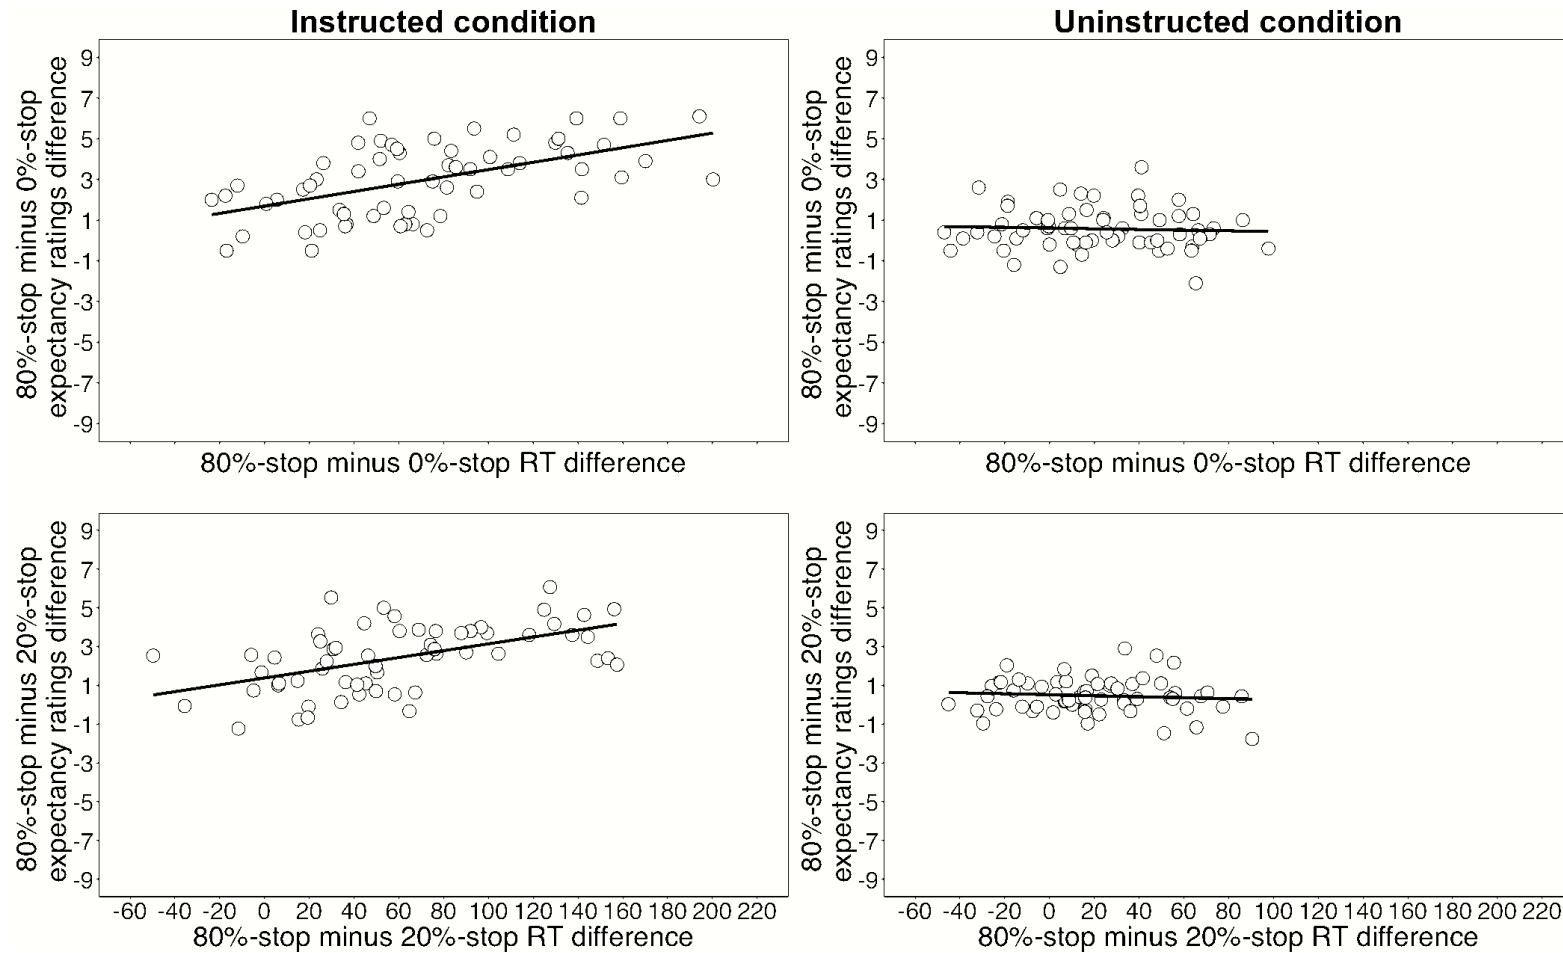 Instructed condition
Uninstructed condition
80%-stop minus 0%-stop
expectancy ratings difference
9
7
5
3
1
-1
-3
-5
-7
-9
80%-stop minus 0%-stop RT difference
80%-stop minus 0%-stop
expectancy ratings difference
9
7
5
3
1
-1
-3
-5
-7
-9
80%-stop minus 0%-stop RT difference
80%-stop minus 20%-stop
expectancy ratings difference
9
7
5
3
1
-1
-3
-5
-7
-9
-60 -40 -20 0 20 40 60 80 100 120 140 160 180 200 220
80%-stop minus 20%-stop RT difference
80%-stop minus 20%-stop
expectancy ratings difference
9
7
5
3
1
-1
-3
-5
-7
-9
-60 -40 -20 0 20 40 60 80 100 120 140 160 180 200 220
80%-stop minus 20%-stop RT difference